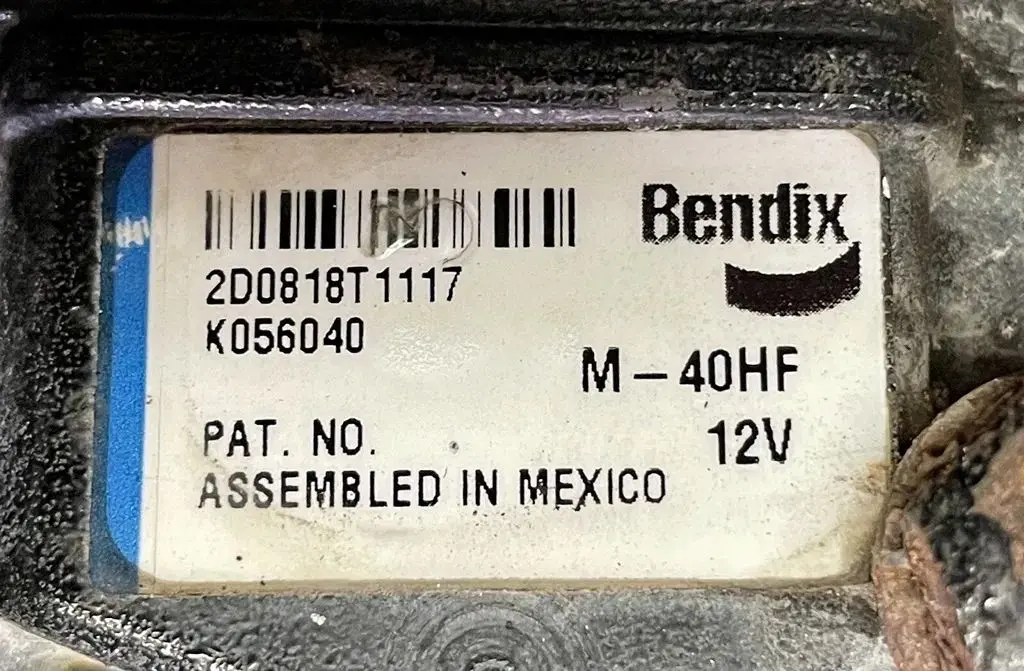 Bendix
2D0818T1117
K056040
M-40HF
PAT. NO.
12V
ASSEMBLED IN MEXICO